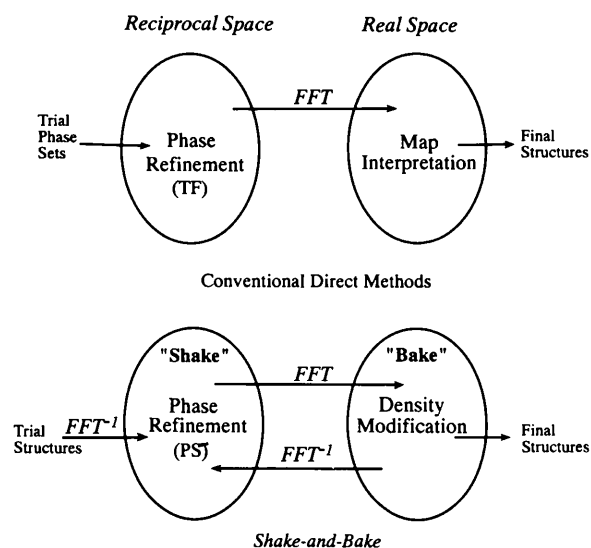 Reciprocal Space
Real Space
FFT
Trial
Phase
Sets
Phase
Refinement
(TF)
Map
Interpretation
Final
Structures
Conventional Direct Methods
"Shake"
"Bake"
FFT
Trial
Structures
FFT-1
Phase
Refinement
(PS)
Density
Modification
Final
Structures
FFT-1
Shake-and-Bake